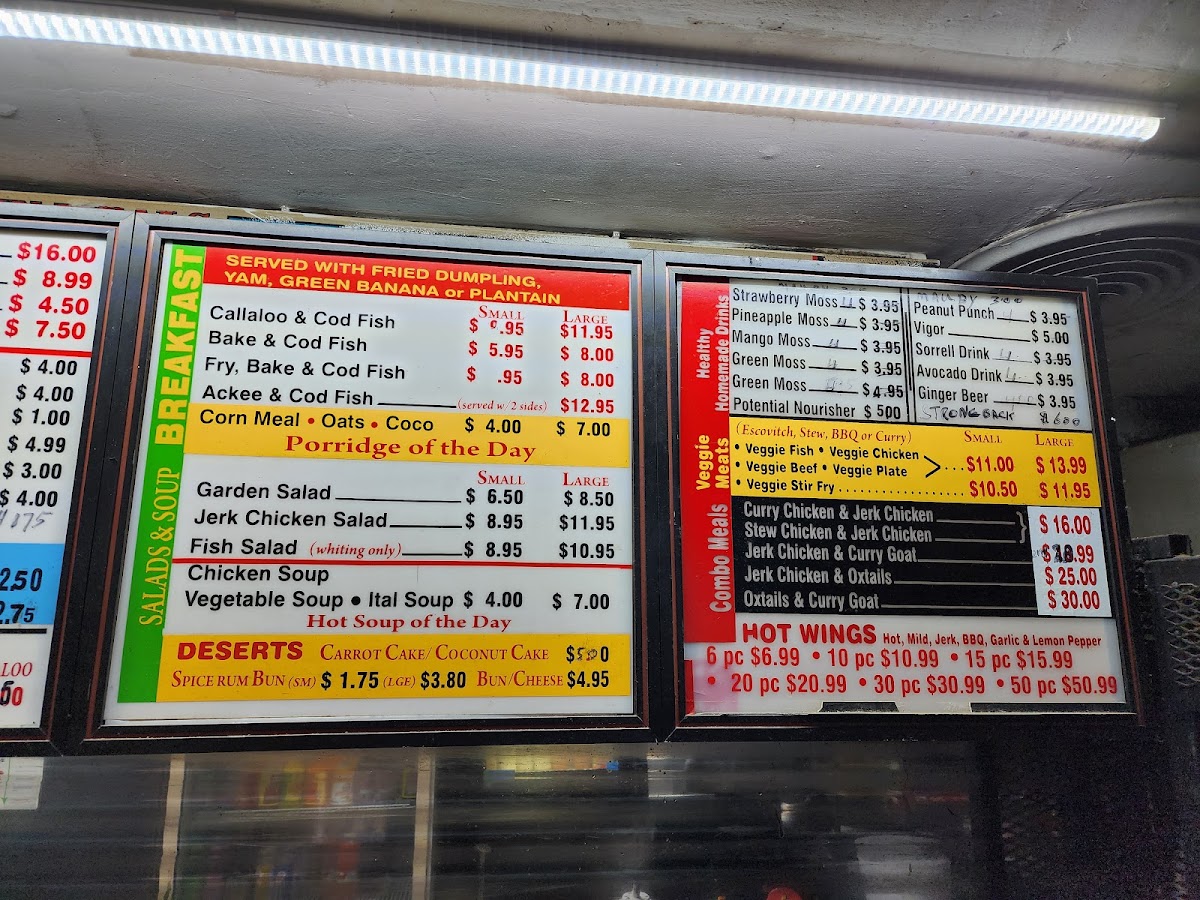 $16.00
$ 8.99
$ 4.50
$ 7.50
$ 4.00
$ 4.00
$ 1.00
$ 4.99
$ 3.00
$ 4.00
2.50
2.75
BREAKFAST
SERVED WITH FRIED DUMPLING,
YAM, GREEN BANANA or PLANTAIN
SMALL LARGE
Callaloo & Cod Fish $ .95 $11.95
Bake & Cod Fish $ 5.95 $ 8.00
Fry, Bake & Cod Fish $ .95 $ 8.00
Ackee & Cod Fish (served w/2 sides) $12.95
Corn Meal • Oats • Coco $ 4.00 $ 7.00
Porridge of the Day
SALADS & SOUP
SMALL LARGE
Garden Salad $ 6.50 $ 8.50
Jerk Chicken Salad $ 8.95 $11.95
Fish Salad (whiting only) $ 8.95 $10.95
Chicken Soup
Vegetable Soup • Ital Soup $ 4.00 $ 7.00
Hot Soup of the Day
DESERTS CARROT CAKE/ COCONUT CAKE
SPICE RUM BUN (SM) $ 1.75 (LGE) $3.80 BUN/CHEESE $4.95
Healthy
Homemade Drinks
Strawberry Moss $ 3.95
Pineapple Moss $ 3.95
Mango Moss $ 3.95
Green Moss $ 3.95
Green Moss $4.95
Potential Nourisher $ 500
Peanut Punch $ 3.95
Vigor $ 5.00
Sorrell Drink $ 3.95
Avocado Drink $ 3.95
Ginger Beer $ 3.95
STRONGBACK $600
Veggie
Meats
(Escovitch, Stew, BBQ or Curry) SMALL LARGE
• Veggie Fish • Veggie Chicken
• Veggie Beef • Veggie Plate $11.00 $ 13.99
• Veggie Stir Fry $10.50 $ 11.95
Combo Meals
Curry Chicken & Jerk Chicken
Stew Chicken & Jerk Chicken $ 16.00
Jerk Chicken & Curry Goat
Jerk Chicken & Oxtails $ 25.00
Oxtails & Curry Goat $ 30.00
HOT WINGS Hot, Mild, Jerk, BBQ, Garlic & Lemon Pepper
6 pc $6.99 • 10 pc $10.99 • 15 pc $15.99
• 20 pc $20.99 • 30 pc $30.99 • 50 pc $50.99